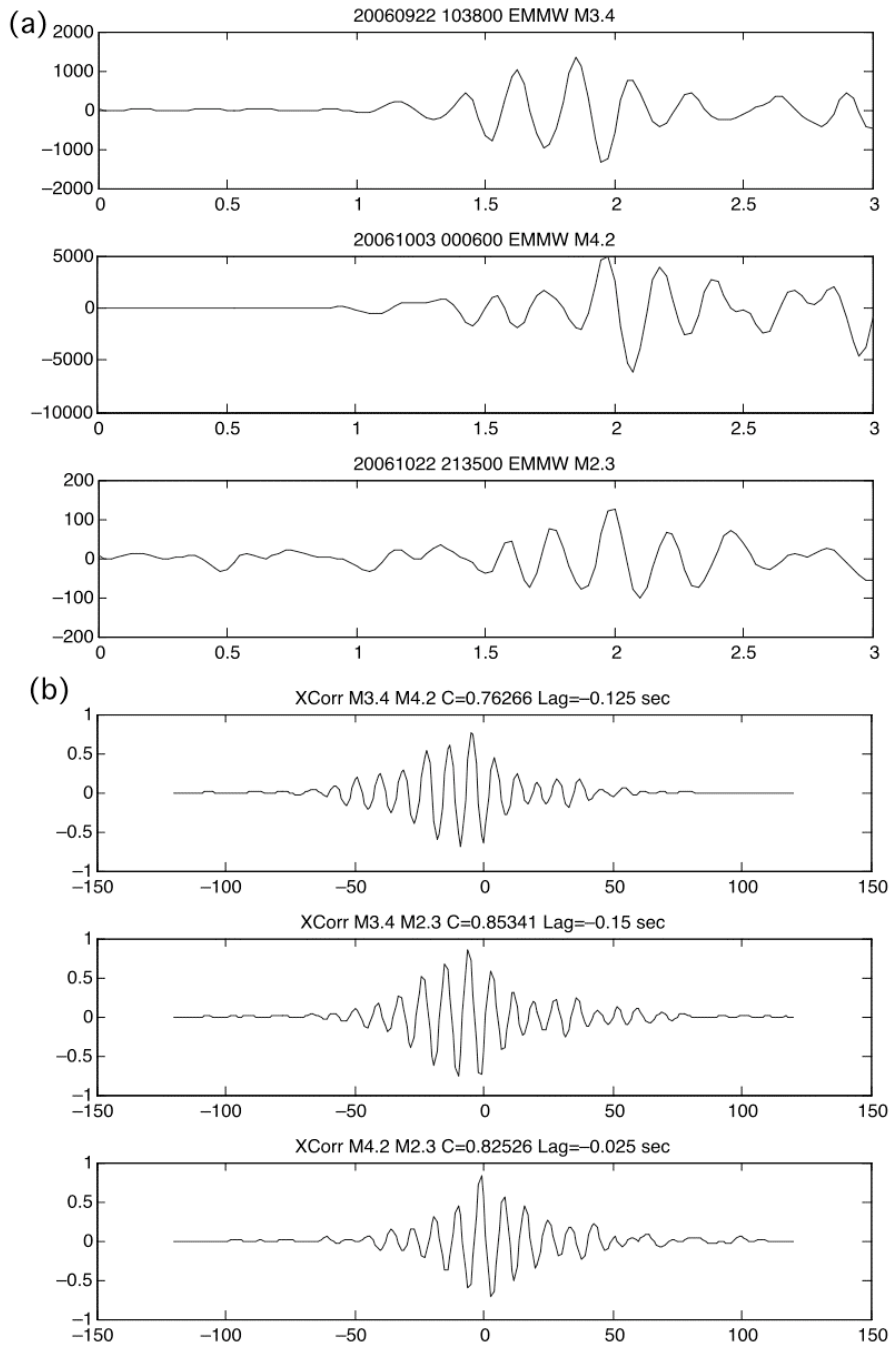 (a)
20060922 103800 EMMW M3.4
2000
1000
0
−1000
−2000
0 0.5 1 1.5 2 2.5 3
20061003 000600 EMMW M4.2
5000
0
−5000
−10000
0 0.5 1 1.5 2 2.5 3
20061022 213500 EMMW M2.3
200
100
0
−100
−200
0 0.5 1 1.5 2 2.5 3
(b)
XCorr M3.4 M4.2 C=0.76266 Lag=−0.125 sec
1
0.5
0
−0.5
−1
−150 −100 −50 0 50 100 150
XCorr M3.4 M2.3 C=0.85341 Lag=−0.15 sec
1
0.5
0
−0.5
−1
−150 −100 −50 0 50 100 150
XCorr M4.2 M2.3 C=0.82526 Lag=−0.025 sec
1
0.5
0
−0.5
−1
−150 −100 −50 0 50 100 150